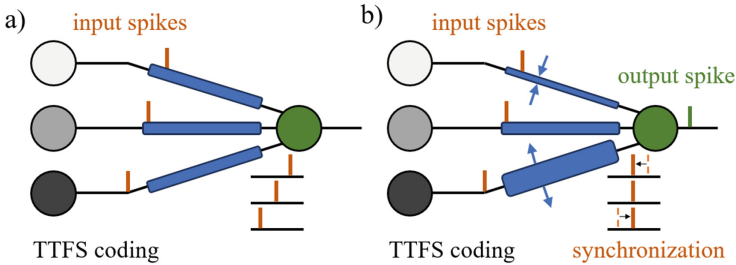 a)
input spikes
TTFS coding
b)
input spikes
output spike
TTFS coding
synchronization